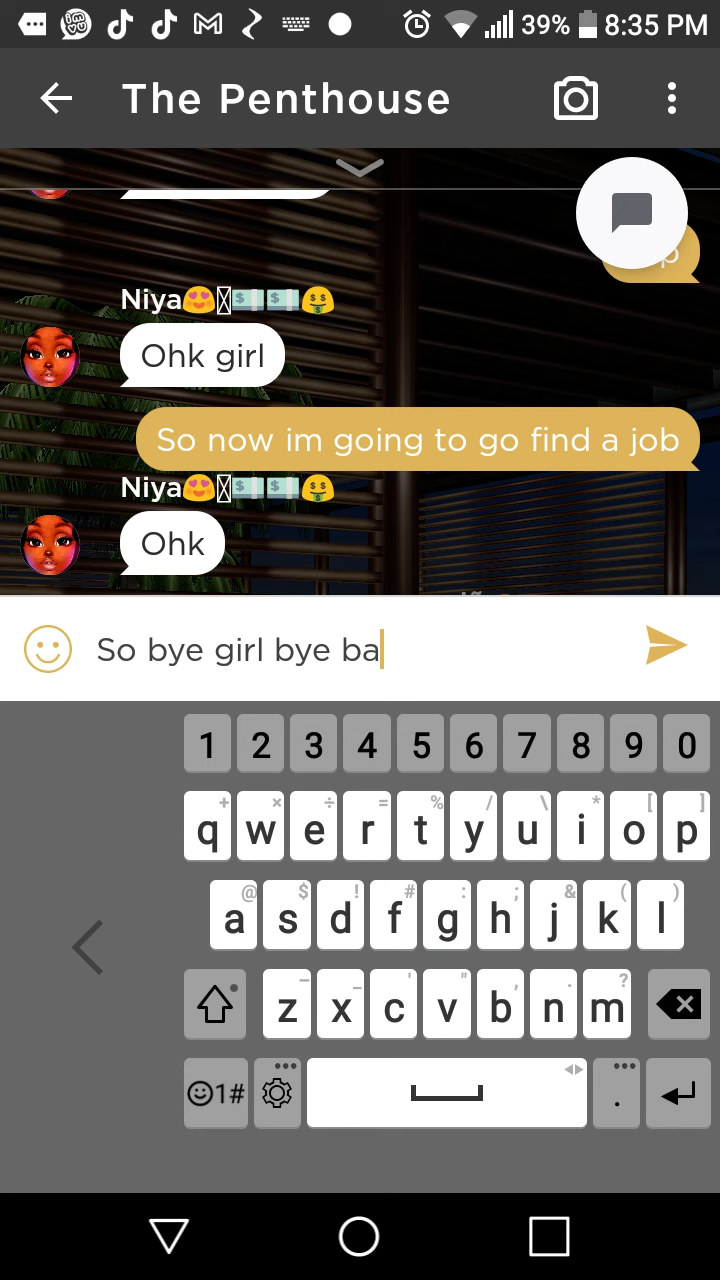 39% 8:35 PM
The Penthouse
p
Niya😍💵💵🤑
Ohk girl
So now im going to go find a job
Niya😍💵💵🤑
Ohk
So bye girl bye ba
1 2 3 4 5 6 7 8 9 0
+ × ÷ = % / \ * [ ]
q w e r t y u i o p
@ $ ! # : ; & ( )
a s d f g h j k l
– _ ' " , . ?
z x c v b n m
☺1# .